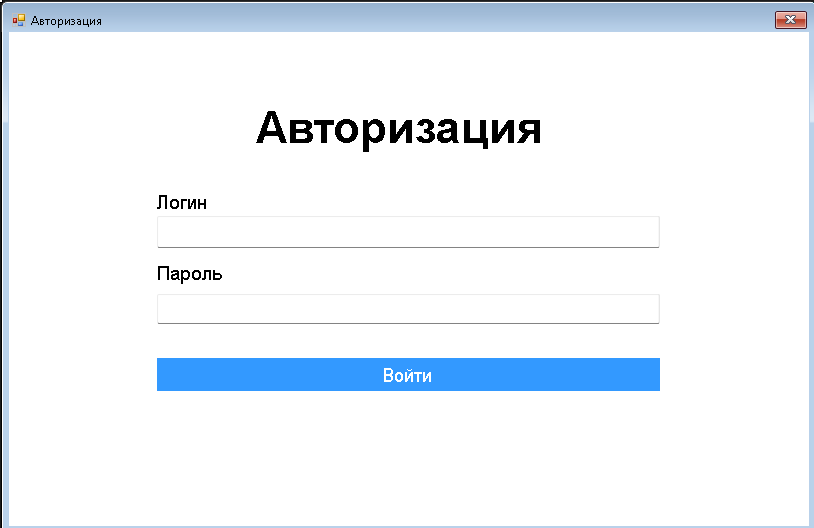 Авторизация
Авторизация
Логин
Пароль
Войти